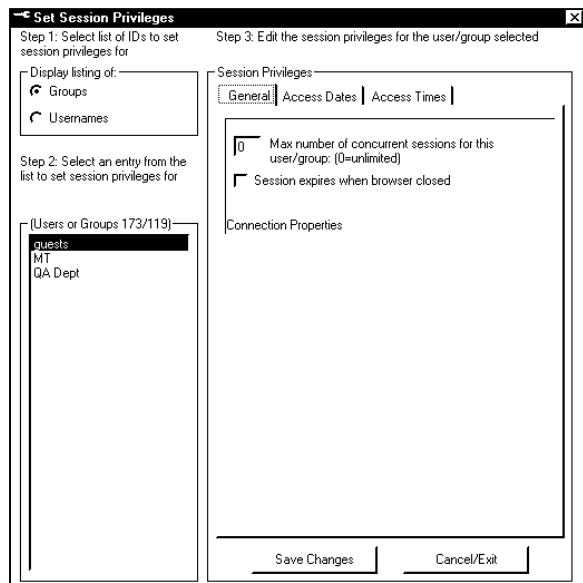 Set Session Privileges
Step 1: Select list of IDs to set
session privileges for
Display listing of:
Groups
Usernames
Step 2: Select an entry from the
list to set session privileges for
(Users or Groups 173/119)
guests
MT
QA Dept
Step 3: Edit the session privileges for the user/group selected
Session Privileges
General Access Dates Access Times
0 Max number of concurrent sessions for this
user/group: (0=unlimited)
Session expires when browser closed
Connection Properties
Save Changes Cancel/Exit